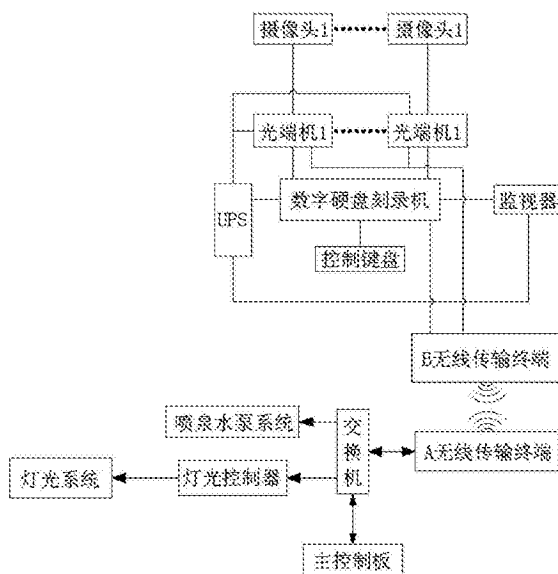 摄像头1
摄像头1
光端机1
光端机1
数字硬盘刻录机
监视器
UPS
控制键盘
B无线传输终端
喷泉水泵系统
交换机
A无线传输终端
灯光系统
灯光控制器
主控制板